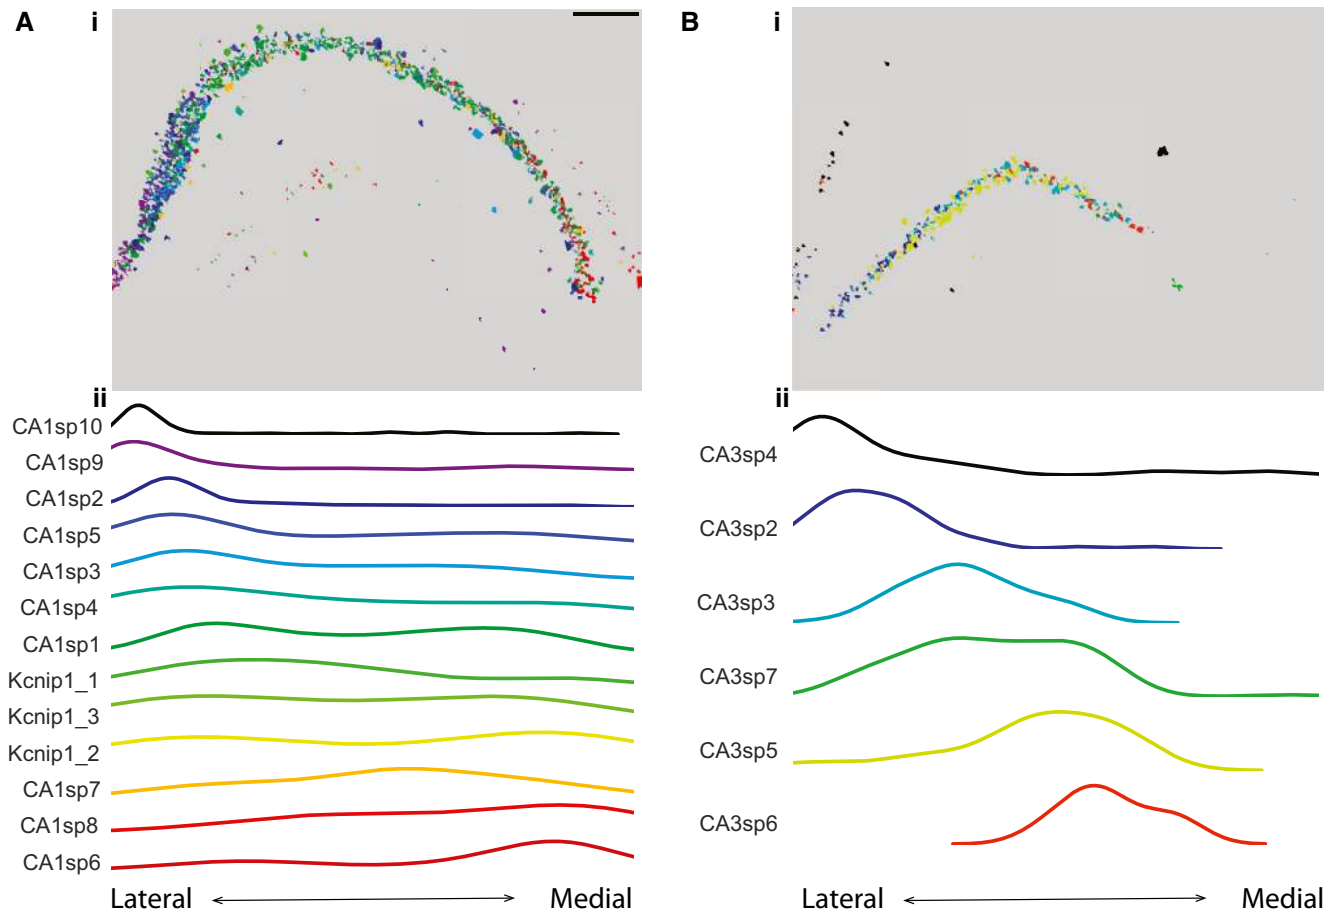 A
i
ii
CA1sp10
CA1sp9
CA1sp2
CA1sp5
CA1sp3
CA1sp4
CA1sp1
Kcnip1_1
Kcnip1_3
Kcnip1_2
CA1sp7
CA1sp8
CA1sp6
Lateral Medial
B
i
ii
CA3sp4
CA3sp2
CA3sp3
CA3sp7
CA3sp5
CA3sp6
Lateral Medial